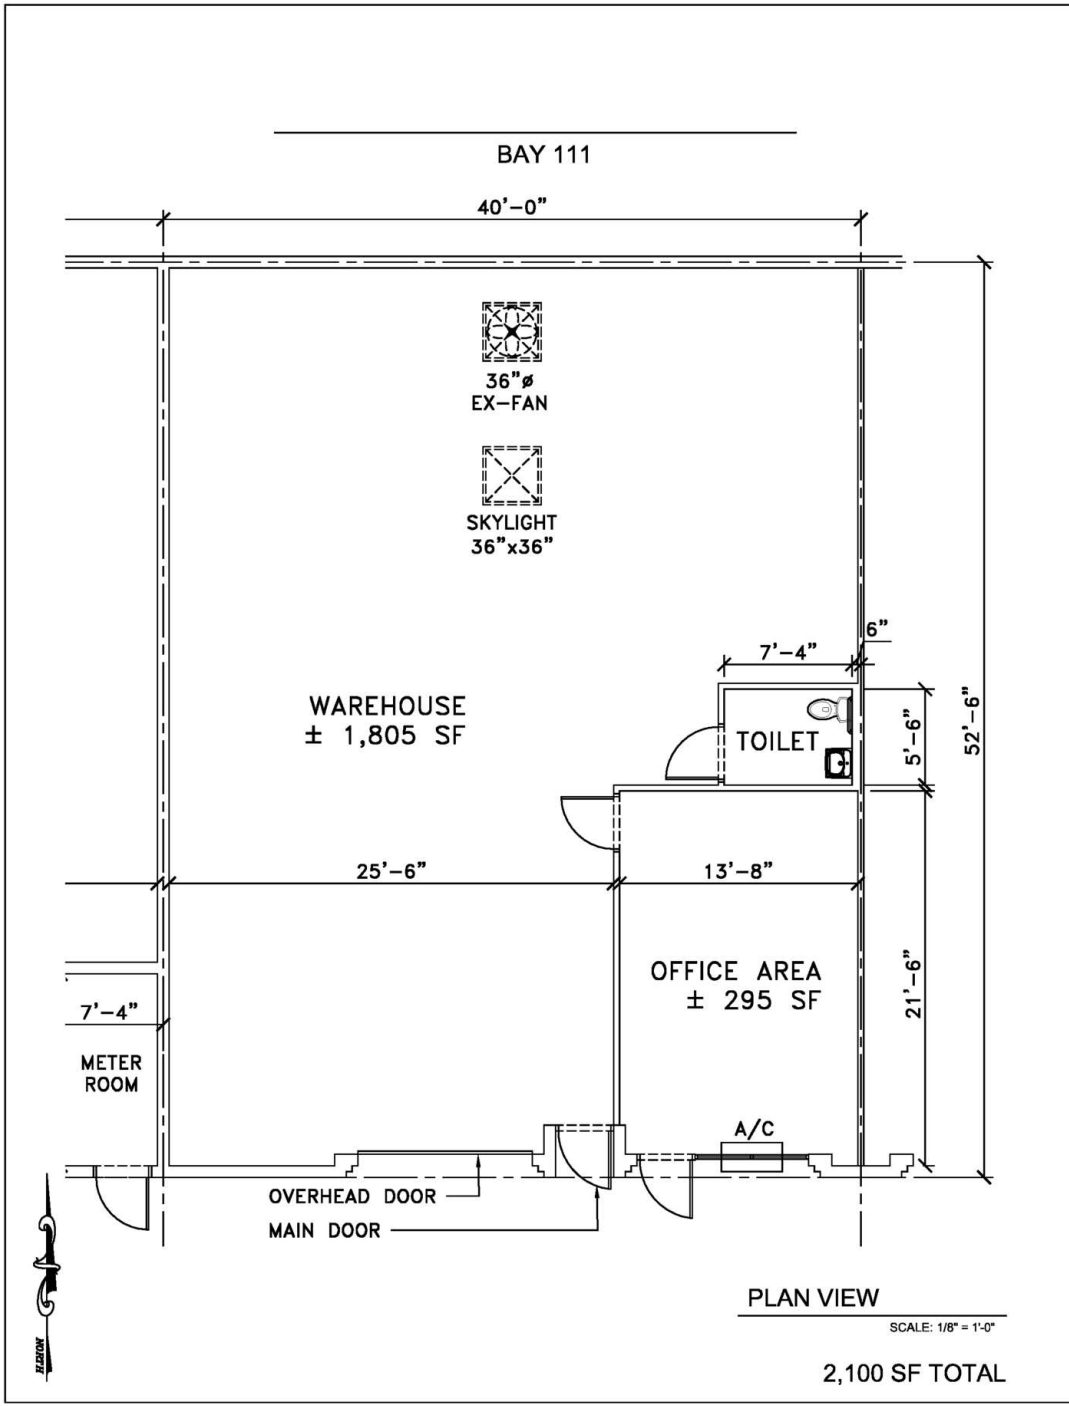 BAY 111
40'-0"
36"ø
EX-FAN
SKYLIGHT
36"x36"
6"
7'-4"
WAREHOUSE
± 1,805 SF
TOILET
5'-6"
52'-6"
25'-6"
13'-8"
OFFICE AREA
± 295 SF
21'-6"
7'-4"
METER
ROOM
A/C
OVERHEAD DOOR
MAIN DOOR
NORTH
PLAN VIEW
SCALE: 1/8" = 1'-0"
2,100 SF TOTAL